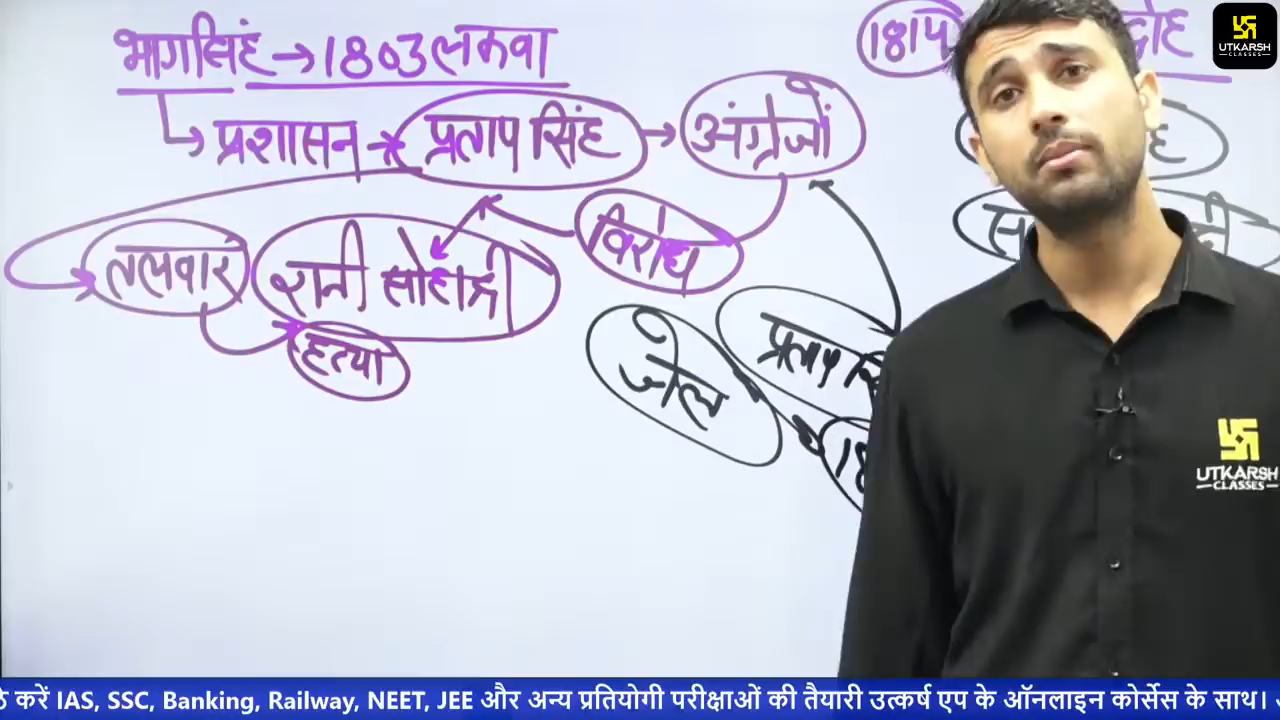 भागसिंह → 1803 लकवा
प्रशासन → प्रताप सिंह → अंग्रेजों
विरोध
तलवार
रानी सोहाद्री
हत्या
जेल
प्रताप
1814
UTKARSH
CLASSES
UTKARSH
CLASSES
करें IAS, SSC, Banking, Railway, NEET, JEE और अन्य प्रतियोगी परीक्षाओं की तैयारी उत्कर्ष एप के ऑनलाइन कोर्सेस के साथ।